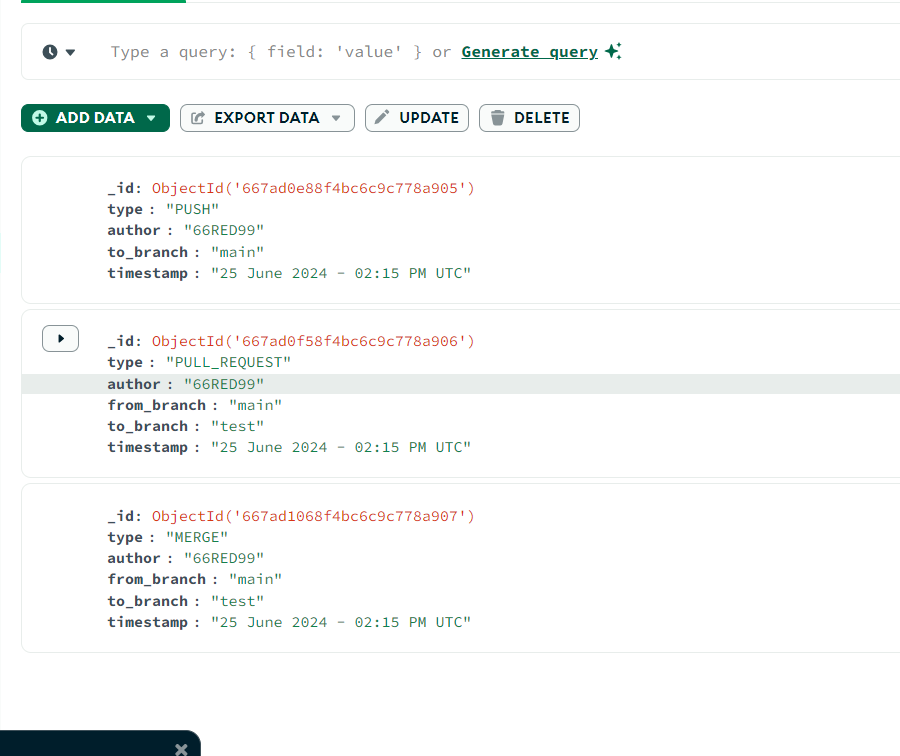 Type a query: { field: 'value' } or Generate query
ADD DATA EXPORT DATA UPDATE DELETE
_id: ObjectId('667ad0e88f4bc6c9c778a905')
type : "PUSH"
author : "66RED99"
to_branch : "main"
timestamp : "25 June 2024 - 02:15 PM UTC"
_id: ObjectId('667ad0f58f4bc6c9c778a906')
type : "PULL_REQUEST"
author : "66RED99"
from_branch : "main"
to_branch : "test"
timestamp : "25 June 2024 - 02:15 PM UTC"
_id: ObjectId('667ad1068f4bc6c9c778a907')
type : "MERGE"
author : "66RED99"
from_branch : "main"
to_branch : "test"
timestamp : "25 June 2024 - 02:15 PM UTC"